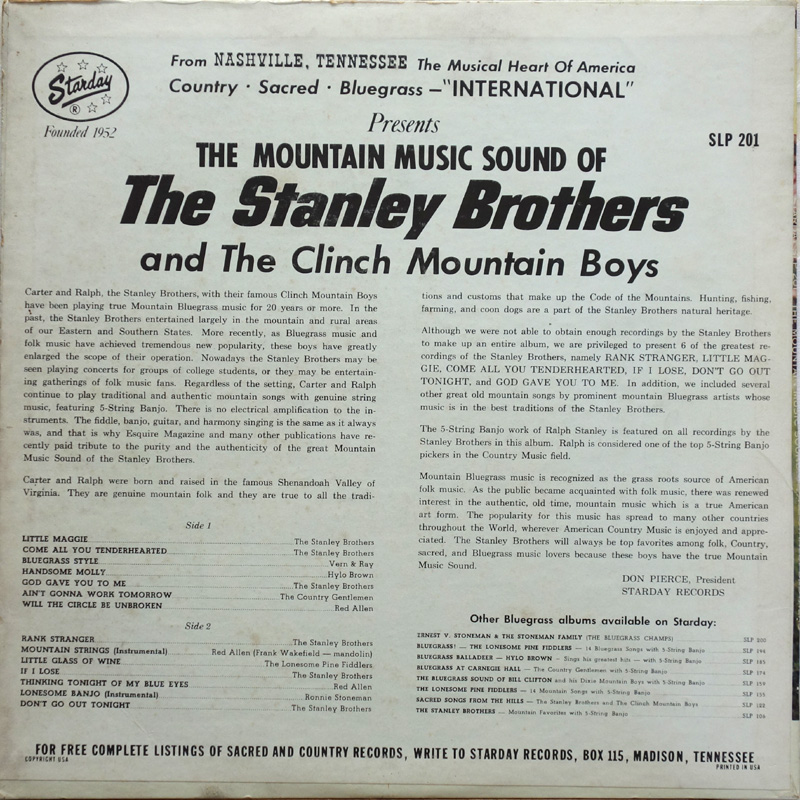 Starday
®
Founded 1952
From NASHVILLE, TENNESSEE The Musical Heart Of America
Country · Sacred · Bluegrass —"INTERNATIONAL"
Presents
SLP 201
THE MOUNTAIN MUSIC SOUND OF
The Stanley Brothers
and The Clinch Mountain Boys
Carter and Ralph, the Stanley Brothers, with their famous Clinch Mountain Boys
have been playing true Mountain Bluegrass music for 20 years or more. In the
past, the Stanley Brothers entertained largely in the mountain and rural areas
of our Eastern and Southern States. More recently, as Bluegrass music and
folk music have achieved tremendous new popularity, these boys have greatly
enlarged the scope of their operation. Nowadays the Stanley Brothers may be
seen playing concerts for groups of college students, or they may be entertain-
ing gatherings of folk music fans. Regardless of the setting, Carter and Ralph
continue to play traditional and authentic mountain songs with genuine string
music, featuring 5-String Banjo. There is no electrical amplification to the in-
struments. The fiddle, banjo, guitar, and harmony singing is the same as it always
was, and that is why Esquire Magazine and many other publications have re-
cently paid tribute to the purity and the authenticity of the great Mountain
Music Sound of the Stanley Brothers.
Carter and Ralph were born and raised in the famous Shenandoah Valley of
Virginia. They are genuine mountain folk and they are true to all the tradi-
tions and customs that make up the Code of the Mountains. Hunting, fishing,
farming, and coon dogs are a part of the Stanley Brothers natural heritage.
Although we were not able to obtain enough recordings by the Stanley Brothers
to make up an entire album, we are privileged to present 6 of the greatest re-
cordings of the Stanley Brothers, namely RANK STRANGER, LITTLE MAG-
GIE, COME ALL YOU TENDERHEARTED, IF I LOSE, DON'T GO OUT
TONIGHT, and GOD GAVE YOU TO ME. In addition, we included several
other great old mountain songs by prominent mountain Bluegrass artists whose
music is in the best traditions of the Stanley Brothers.
The 5-String Banjo work of Ralph Stanley is featured on all recordings by the
Stanley Brothers in this album. Ralph is considered one of the top 5-String Banjo
pickers in the Country Music field.
Mountain Bluegrass music is recognized as the grass roots source of American
folk music. As the public became acquainted with folk music, there was renewed
interest in the authentic, old time, mountain music which is a true American
art form. The popularity for this music has spread to many other countries
throughout the World, wherever American Country Music is enjoyed and appre-
ciated. The Stanley Brothers will always be top favorites among folk, Country,
sacred, and Bluegrass music lovers because these boys have the true Mountain
Music Sound.
DON PIERCE, President
STARDAY RECORDS
Side 1
LITTLE MAGGIE The Stanley Brothers
COME ALL YOU TENDERHEARTED The Stanley Brothers
BLUEGRASS STYLE Vern & Ray
HANDSOME MOLLY Hylo Brown
GOD GAVE YOU TO ME The Stanley Brothers
AIN'T GONNA WORK TOMORROW The Country Gentlemen
WILL THE CIRCLE BE UNBROKEN Red Allen
Side 2
RANK STRANGER The Stanley Brothers
MOUNTAIN STRINGS (Instrumental) Red Allen (Frank Wakefield — mandolin)
LITTLE GLASS OF WINE The Lonesome Pine Fiddlers
IF I LOSE The Stanley Brothers
THINKING TONIGHT OF MY BLUE EYES Red Allen
LONESOME BANJO (Instrumental) Ronnie Stoneman
DON'T GO OUT TONIGHT The Stanley Brothers
Other Bluegrass albums available on Starday:
ERNEST V. STONEMAN & THE STONEMAN FAMILY (THE BLUEGRASS CHAMPS) SLP 200
BLUEGRASS! ... THE LONESOME PINE FIDDLERS — 14 Bluegrass Songs with 5-String Banjo SLP 194
BLUEGRASS BALLADEER — HYLO BROWN - Sings his greatest hits — with 5-String Banjo SLP 185
BLUEGRASS AT CARNEGIE HALL — The Country Gentlemen with 5-String Banjo SLP 174
THE BLUEGRASS SOUND OF BILL CLIFTON and his Dixie Mountain Boys with 5-String Banjo SLP 159
THE LONESOME PINE FIDDLERS — 14 Mountain Songs with 5-String Banjo SLP 155
SACRED SONGS FROM THE HILLS — The Stanley Brothers and The Clinch Mountain Boys SLP 122
THE STANLEY BROTHERS — Mountain Favorites with 5-String Banjo SLP 106
FOR FREE COMPLETE LISTINGS OF SACRED AND COUNTRY RECORDS, WRITE TO STARDAY RECORDS, BOX 115, MADISON, TENNESSEE
COPYRIGHT USA
PRINTED IN USA